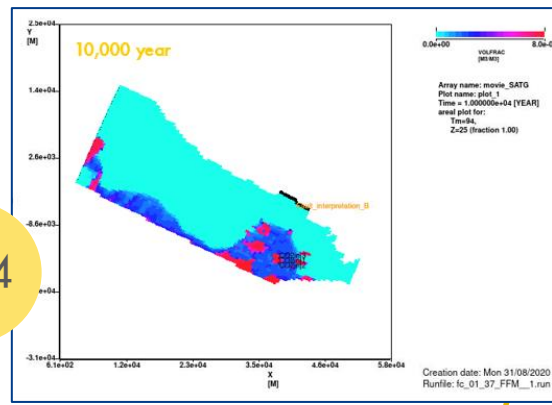 2.5e+04
Y
[M]
10,000 year
1.4e+04
2.6e+03
-8.6e+03
-3.1e+04
6.1e+02
1.2e+04
2.3e+04
3.5e+04
4.6e+04
5.8e+04
X
[M]
4
0.0e+00
VOLFRAC
[M3/M3]
Array name: movie_SATG
Plot name: plot_1
Time = 1.000000e+04 [YEAR]
areal plot for:
Tm=94,
Z=25 (fraction 1.00)
Creation date: Mon 31/08/2020
Runfile: fc_01_37_FFM__1.run